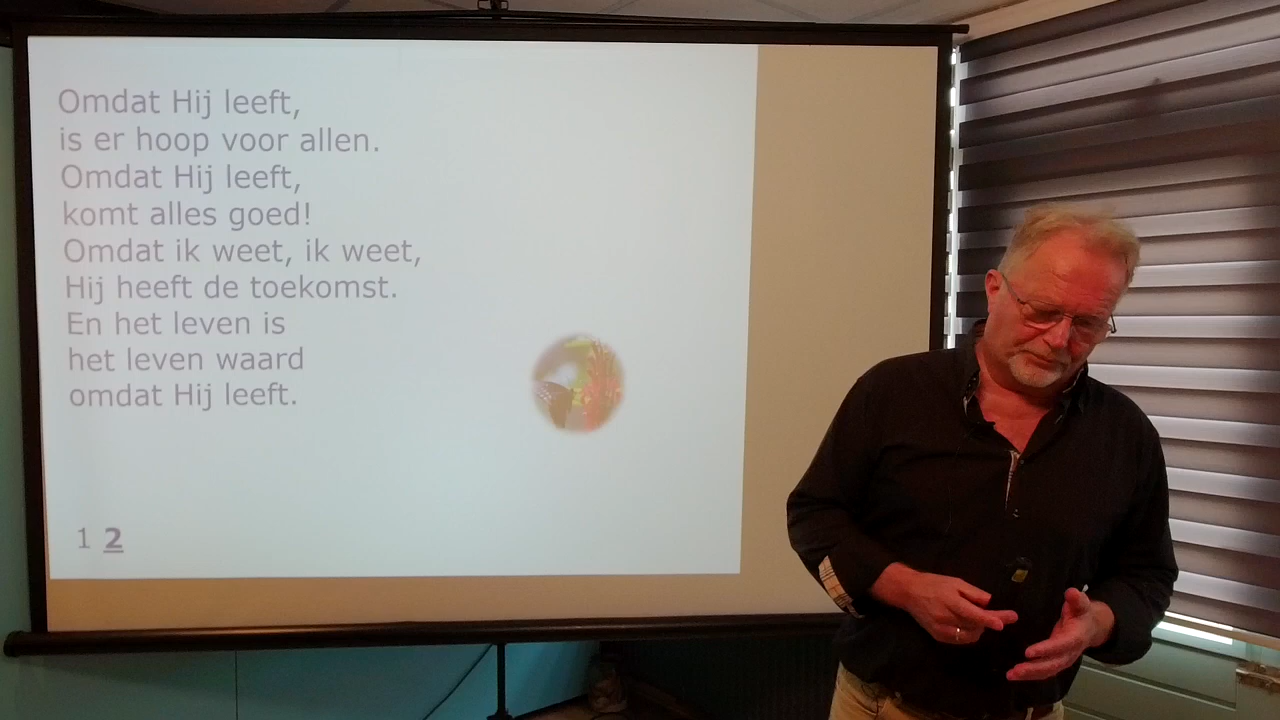 Omdat Hij leeft,
is er hoop voor allen.
Omdat Hij leeft,
komt alles goed!
Omdat ik weet, ik weet,
Hij heeft de toekomst.
En het leven is
het leven waard
omdat Hij leeft.
1 2